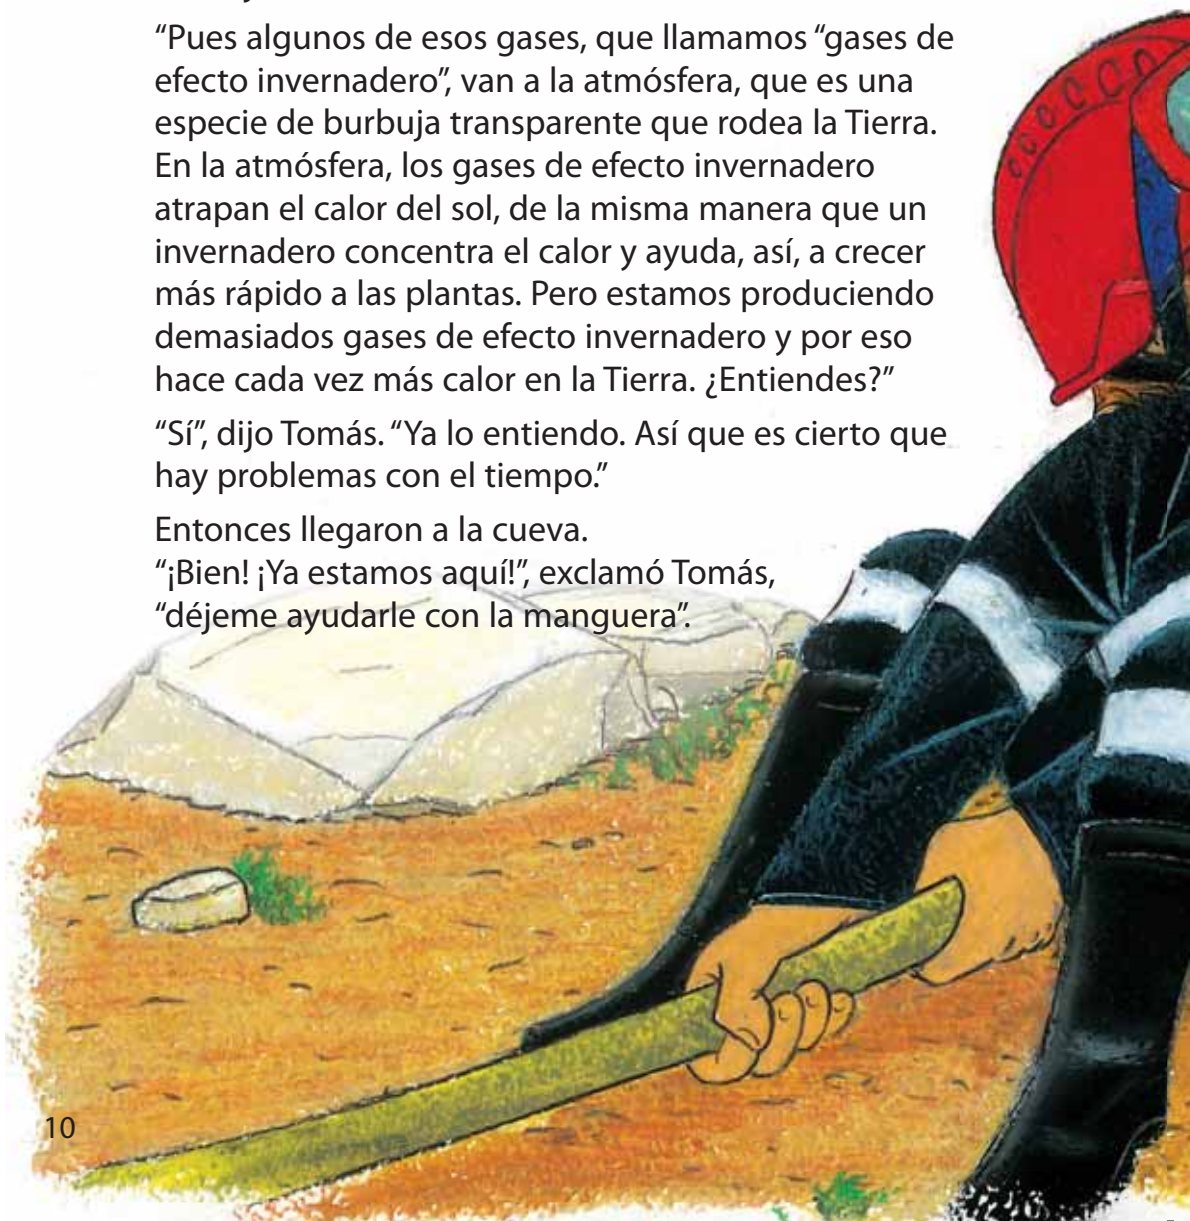 “Pues algunos de esos gases, que llamamos “gases de
efecto invernadero”, van a la atmósfera, que es una
especie de burbuja transparente que rodea la Tierra.
En la atmósfera, los gases de efecto invernadero
atrapan el calor del sol, de la misma manera que un
invernadero concentra el calor y ayuda, así, a crecer
más rápido a las plantas. Pero estamos produciendo
demasiados gases de efecto invernadero y por eso
hace cada vez más calor en la Tierra. ¿Entiendes?”
“Sí”, dijo Tomás. “Ya lo entiendo. Así que es cierto que
hay problemas con el tiempo.”
Entonces llegaron a la cueva.
“¡Bien! ¡Ya estamos aquí!”, exclamó Tomás,
“déjeme ayudarle con la manguera”.
10